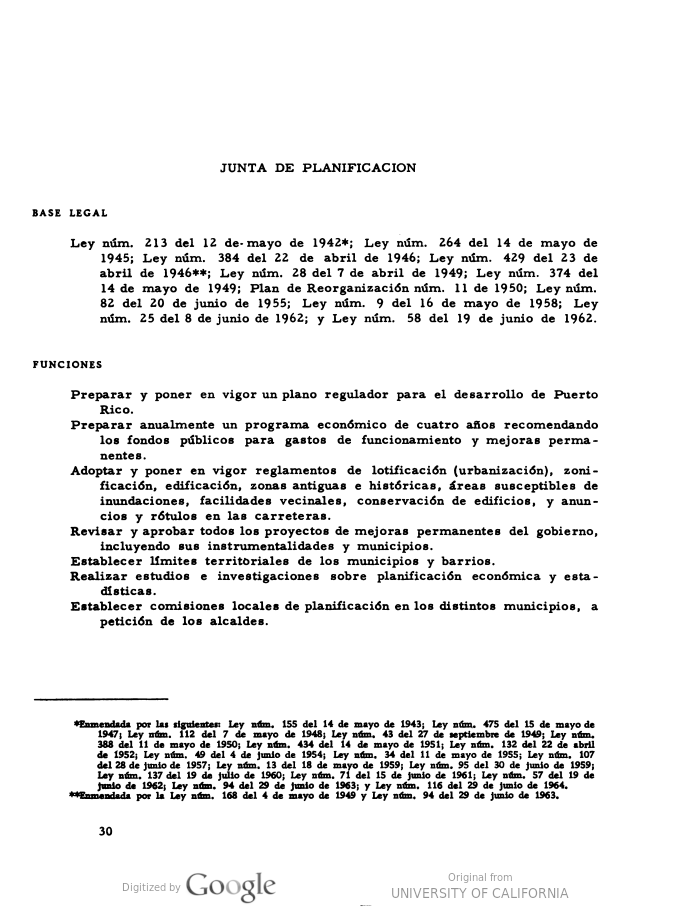 JUNTA DE PLANIFICACION
BASE LEGAL
Ley núm. 213 del 12 de-mayo de 1942*; Ley núm. 264 del 14 de mayo de
1945; Ley núm. 384 del 22 de abril de 1946; Ley núm. 429 del 23 de
abril de 1946**; Ley núm. 28 del 7 de abril de 1949; Ley núm. 374 del
14 de mayo de 1949; Plan de Reorganización núm. 11 de 1950; Ley núm.
82 del 20 de junio de 1955; Ley núm. 9 del 16 de mayo de 1958; Ley
núm. 25 del 8 de junio de 1962; y Ley núm. 58 del 19 de junio de 1962.
FUNCIONES
Preparar y poner en vigor un plano regulador para el desarrollo de Puerto
Rico.
Preparar anualmente un programa económico de cuatro años recomendando
los fondos públicos para gastos de funcionamiento y mejoras perma-
nentes.
Adoptar y poner en vigor reglamentos de lotificación (urbanización), zoni-
ficación, edificación, zonas antiguas e históricas, áreas susceptibles de
inundaciones, facilidades vecinales, conservación de edificios, y anun-
cios y rótulos en las carreteras.
Revisar y aprobar todos los proyectos de mejoras permanentes del gobierno,
incluyendo sus instrumentalidades y municipios.
Establecer límites territoriales de los municipios y barrios.
Realizar estudios e investigaciones sobre planificación económica y esta-
dísticas.
Establecer comisiones locales de planificación en los distintos municipios, a
petición de los alcaldes.
*Enmendada por las siguientes: Ley núm. 155 del 14 de mayo de 1943; Ley núm. 475 del 15 de mayo de
1947; Ley núm. 112 del 7 de mayo de 1948; Ley núm. 43 del 27 de septiembre de 1949; Ley núm.
388 del 11 de mayo de 1950; Ley núm. 434 del 14 de mayo de 1951; Ley núm. 132 del 22 de abril
de 1952; Ley núm. 49 del 4 de junio de 1954; Ley núm. 34 del 11 de mayo de 1955; Ley núm. 107
del 28 de junio de 1957; Ley núm. 13 del 18 de mayo de 1959; Ley núm. 95 del 30 de junio de 1959;
Ley núm. 137 del 19 de julio de 1960; Ley núm. 71 del 15 de junio de 1961; Ley núm. 57 del 19 de
junio de 1962; Ley núm. 94 del 29 de junio de 1963; y Ley núm. 116 del 29 de junio de 1964.
**Enmendada por la Ley núm. 168 del 4 de mayo de 1949 y Ley núm. 94 del 29 de junio de 1963.
30
Digitized by Google
Original from
UNIVERSITY OF CALIFORNIA